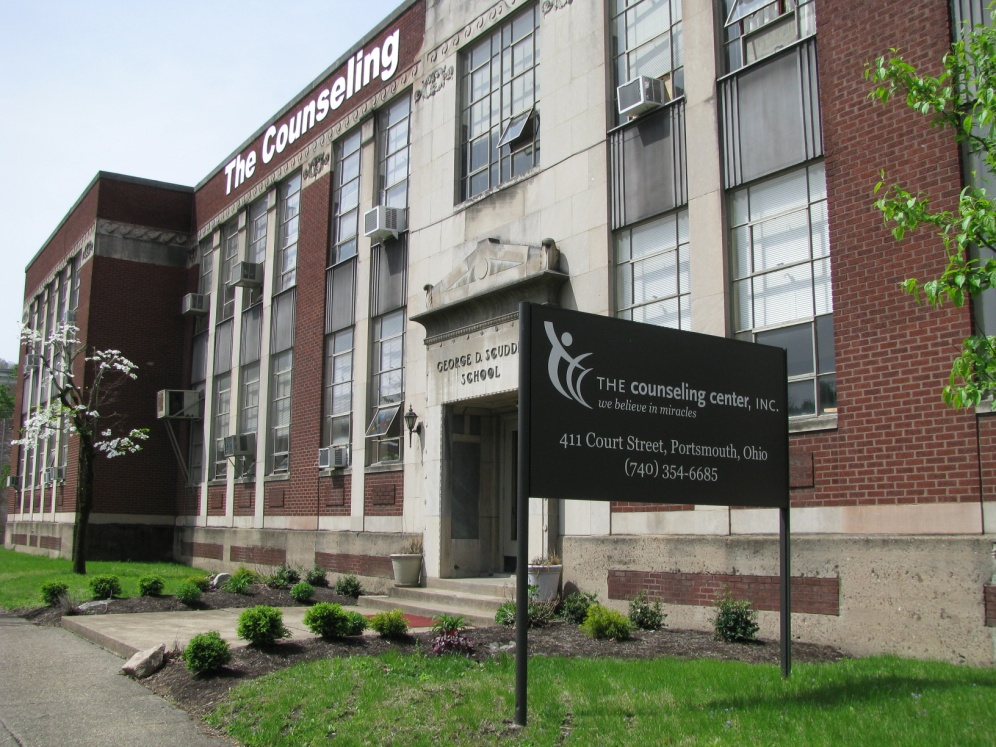 The Counseling
GEORGE D. SCUDD
SCHOOL
THE counseling center, INC.
we believe in miracles
411 Court Street, Portsmouth, Ohio
(740) 354-6685